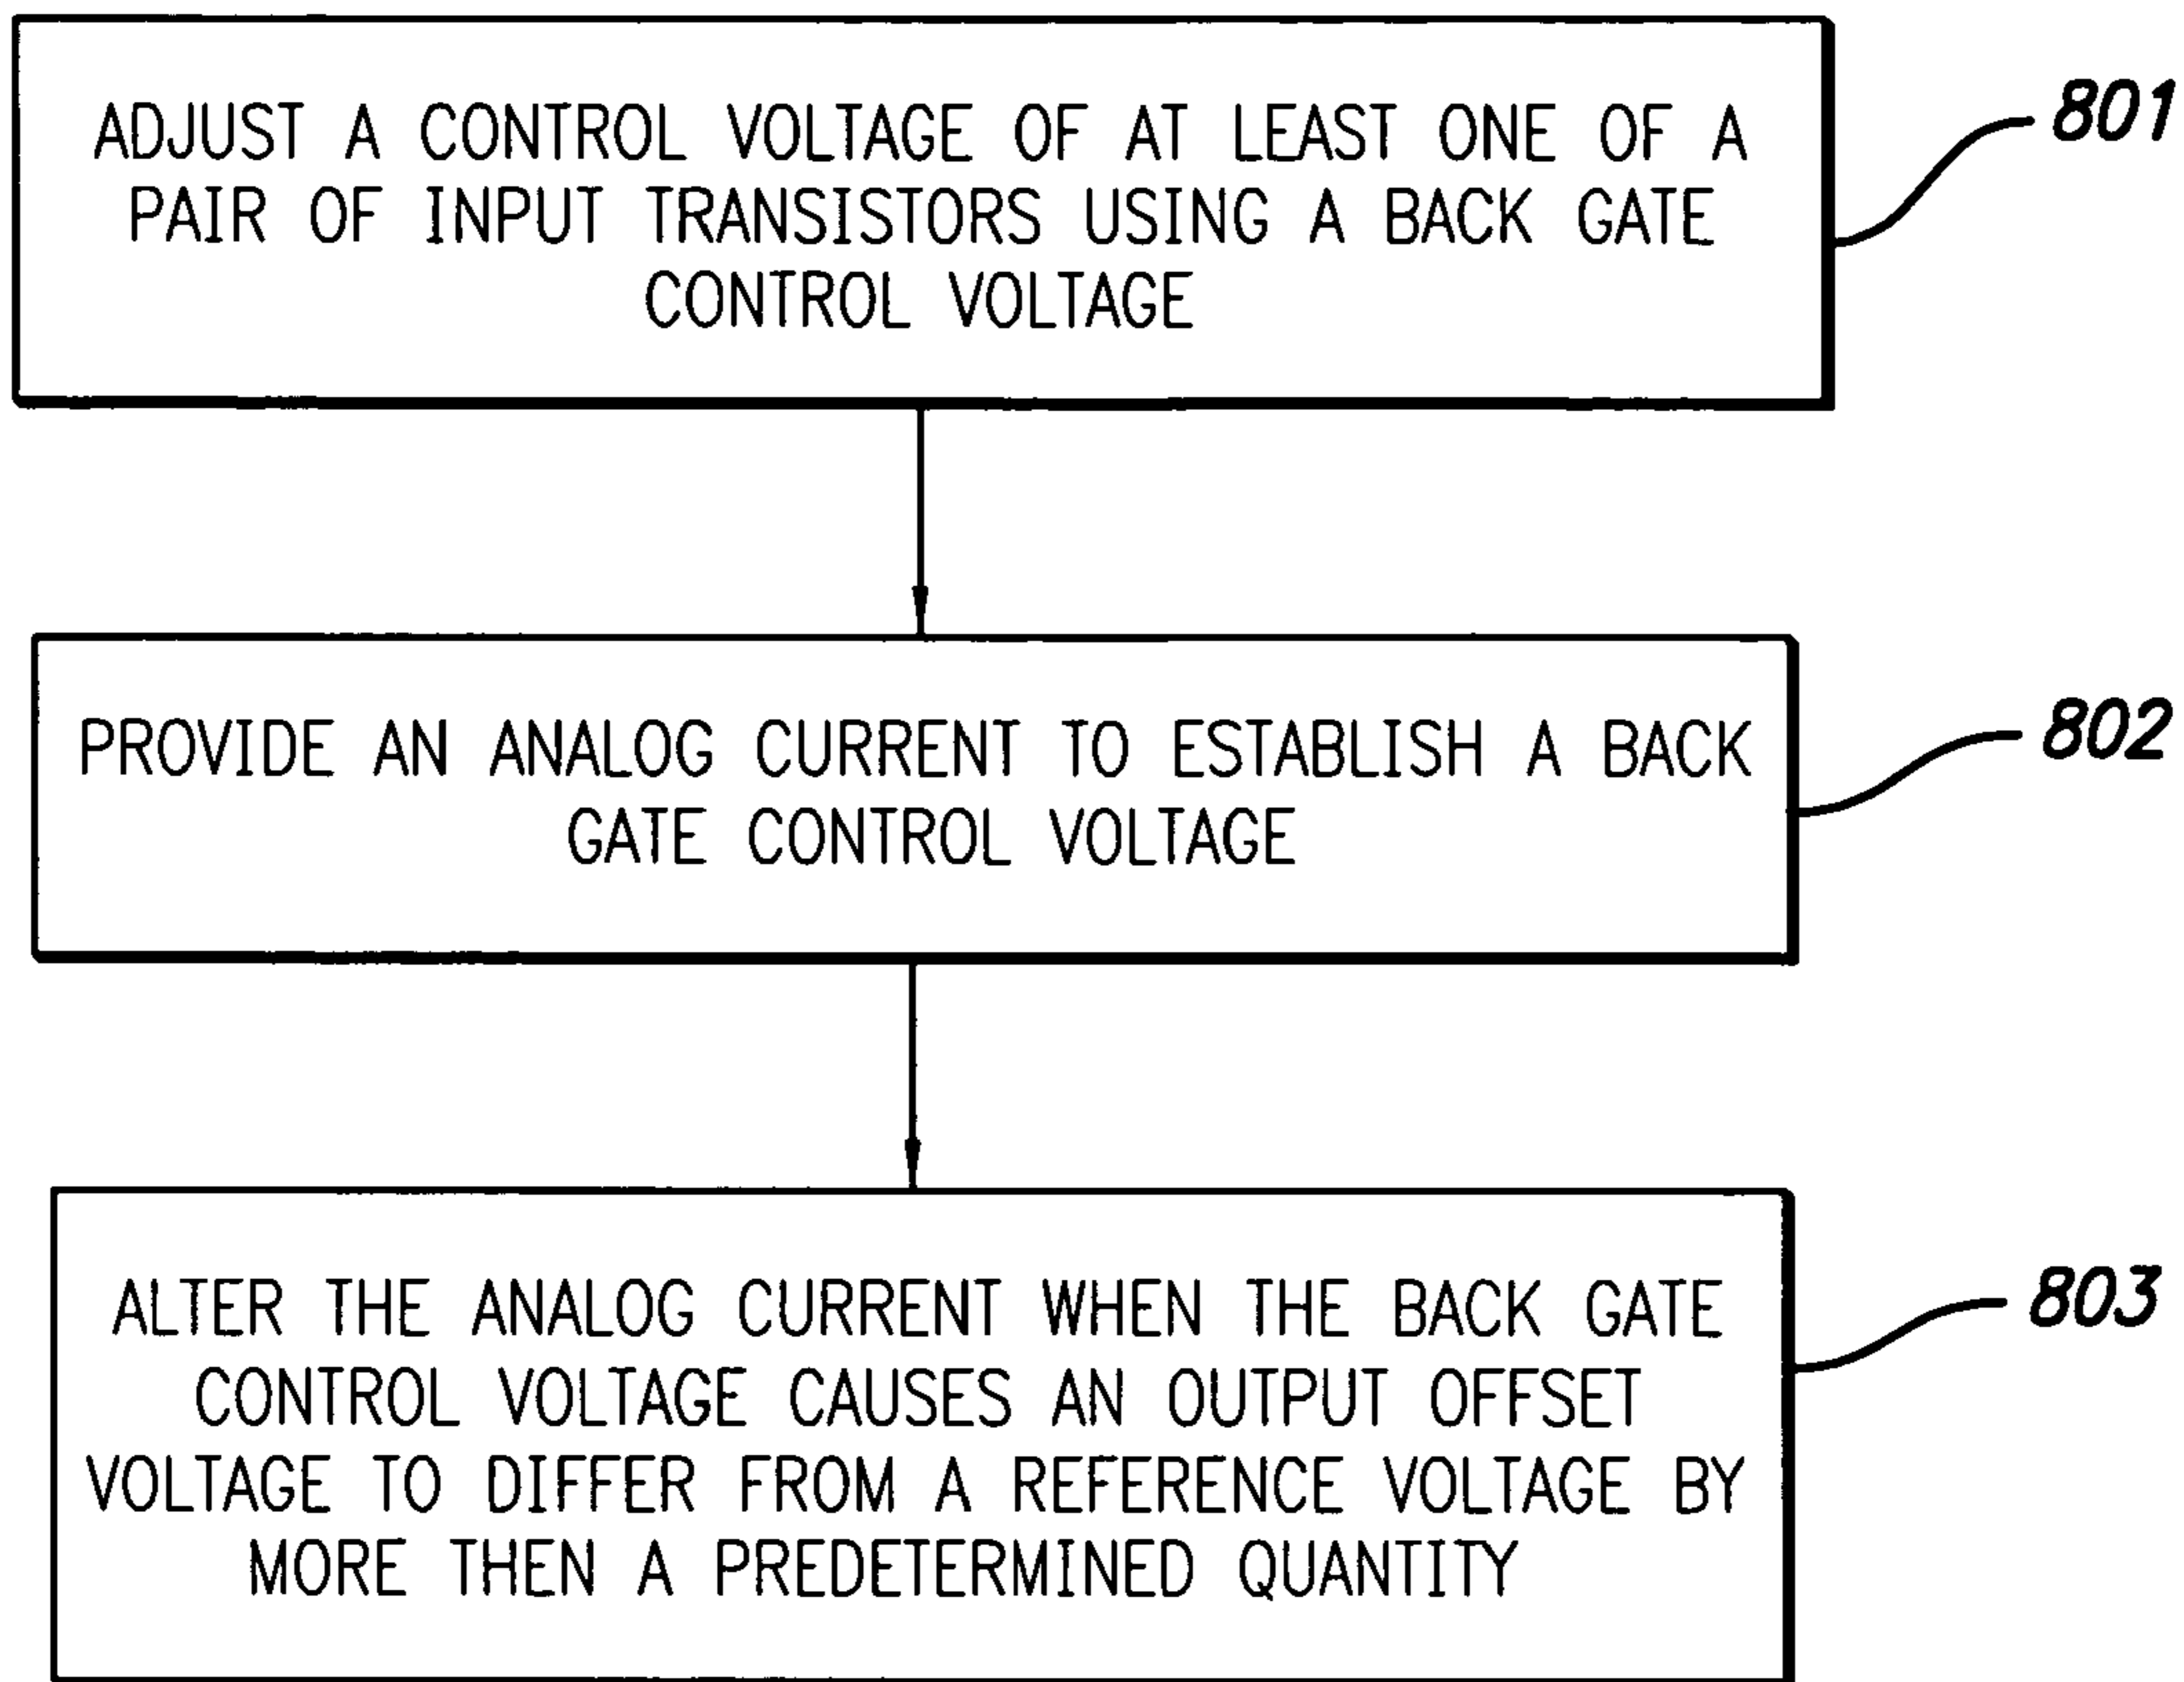 ADJUST A CONTROL VOLTAGE OF AT LEAST ONE OF A
PAIR OF INPUT TRANSISTORS USING A BACK GATE
CONTROL VOLTAGE
801
PROVIDE AN ANALOG CURRENT TO ESTABLISH A BACK
GATE CONTROL VOLTAGE
802
ALTER THE ANALOG CURRENT WHEN THE BACK GATE
CONTROL VOLTAGE CAUSES AN OUTPUT OFFSET
VOLTAGE TO DIFFER FROM A REFERENCE VOLTAGE BY
MORE THEN A PREDETERMINED QUANTITY
803